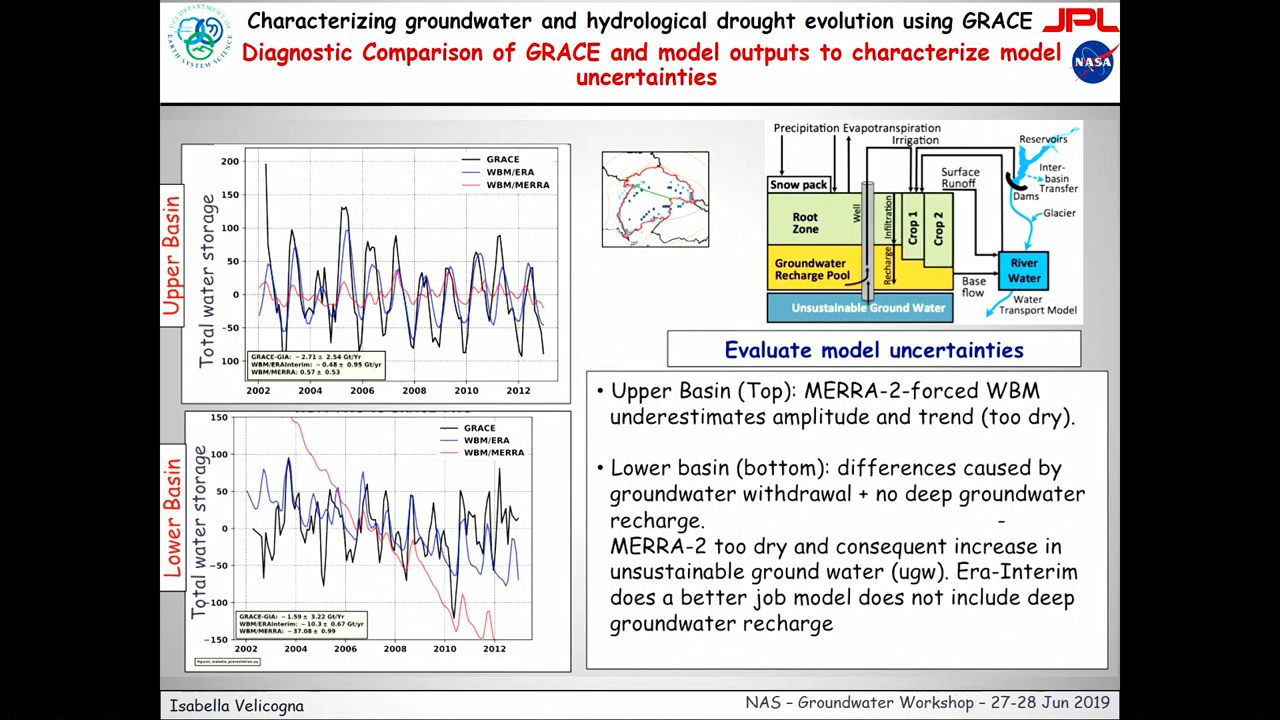 Characterizing groundwater and hydrological drought evolution using GRACE
Diagnostic Comparison of GRACE and model outputs to characterize model
uncertainties
UCI DEPARTMENT OF
EARTH SYSTEM SCIENCE
JPL
NASA
Upper Basin
Total water storage
200
150
100
50
0
−50
100
GRACE
WBM/ERA
WBM/MERRA
GRACE-GIA: −2.71± 2.54 Gt/Yr
WBM/ERAInterim: −0.48± 0.95 Gt/yr
WBM/MERRA: 0.57± 0.53
2002 2004 2006 2008 2010 2012
Lower Basin
Total water storage
150
100
50
0
−50
−100
−150
GRACE
WBM/ERA
WBM/MERRA
GRACE-GIA: −1.59± 3.22 Gt/Yr
WBM/ERAInterim: −10.3± 0.67 Gt/yr
WBM/MERRA: −37.08± 0.99
2002 2004 2006 2008 2010 2012
Precipitation Evapotranspiration
Irrigation
Reservoirs
Snow pack
Surface
Runoff
Inter-
basin
Transfer
Dams
Glacier
Root
Zone
Well
Infiltration
Crop 1
Crop 2
Groundwater
Recharge Pool
Recharge
River
Water
Base
flow
Water
Transport Model
Unsustainable Ground Water
Evaluate model uncertainties
• Upper Basin (Top): MERRA-2-forced WBM
underestimates amplitude and trend (too dry).
• Lower basin (bottom): differences caused by
groundwater withdrawal + no deep groundwater
recharge. -
MERRA-2 too dry and consequent increase in
unsustainable ground water (ugw). Era-Interim
does a better job model does not include deep
groundwater recharge
Isabella Velicogna
NAS – Groundwater Workshop – 27-28 Jun 2019